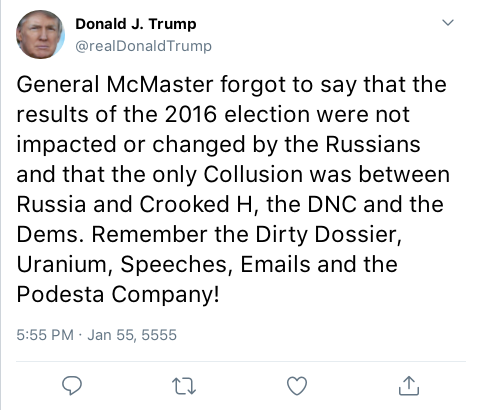 Donald J. Trump
@realDonaldTrump
General McMaster forgot to say that the
results of the 2016 election were not
impacted or changed by the Russians
and that the only Collusion was between
Russia and Crooked H, the DNC and the
Dems. Remember the Dirty Dossier,
Uranium, Speeches, Emails and the
Podesta Company!
5:55 PM · Jan 55, 5555